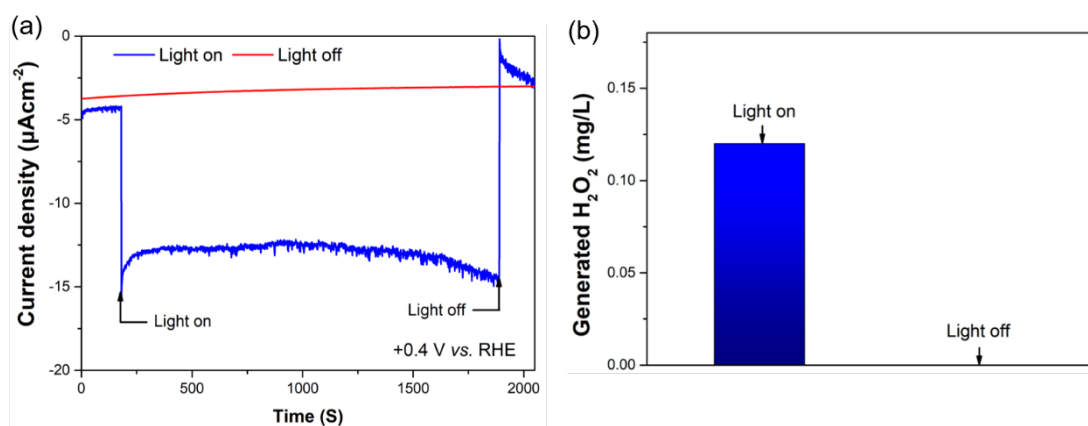 (a)
Current density (µAcm⁻²)
0
-5
-10
-15
-20
Light on
Light off
Light on
Light off
+0.4 V vs. RHE
0
500
1000
1500
2000
Time (S)
(b)
Generated H₂O₂ (mg/L)
0.15
0.10
0.05
0.00
Light on
Light off